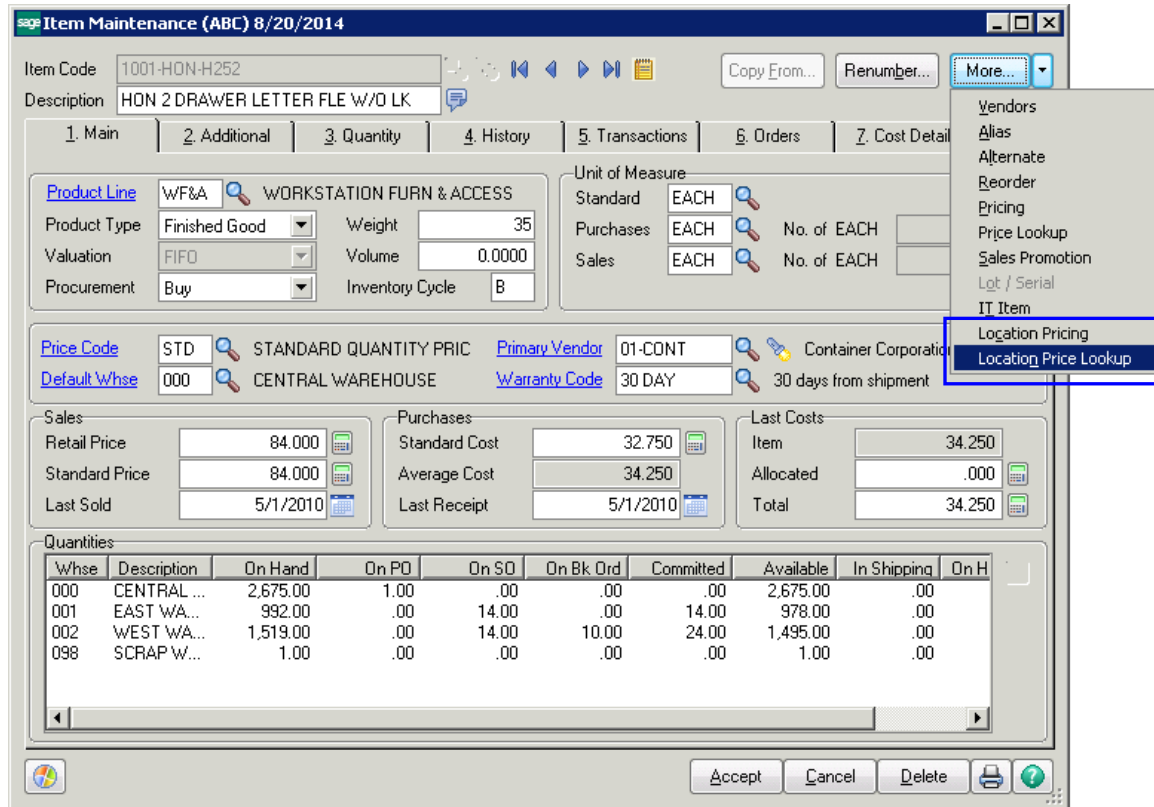 sage Item Maintenance (ABC) 8/20/2014
Item Code 1001-HON-H252 Copy From... Renumber... More...
Description HON 2 DRAWER LETTER FLE W/O LK
Vendors
Alias
Alternate
Reorder
Pricing
Price Lookup
Sales Promotion
Lot / Serial
IT Item
Location Pricing
Location Price Lookup
1. Main 2. Additional 3. Quantity 4. History 5. Transactions 6. Orders 7. Cost Detail
Product Line WF&A WORKSTATION FURN & ACCESS
Product Type Finished Good Weight 35
Valuation FIFO Volume 0.0000
Procurement Buy Inventory Cycle B
Unit of Measure
Standard EACH
Purchases EACH No. of EACH
Sales EACH No. of EACH
Price Code STD STANDARD QUANTITY PRIC Primary Vendor 01-CONT Container Corporation
Default Whse 000 CENTRAL WAREHOUSE Warranty Code 30 DAY 30 days from shipment
Sales
Retail Price 84.000
Standard Price 84.000
Last Sold 5/1/2010
Purchases
Standard Cost 32.750
Average Cost 34.250
Last Receipt 5/1/2010
Last Costs
Item 34.250
Allocated .000
Total 34.250
Quantities
Whse Description On Hand On PO On SO On Bk Ord Committed Available In Shipping On H
000 CENTRAL ... 2,675.00 1.00 .00 .00 .00 2,675.00 .00
001 EAST WA... 992.00 .00 14.00 .00 14.00 978.00 .00
002 WEST WA... 1,519.00 .00 14.00 10.00 24.00 1,495.00 .00
098 SCRAP W... 1.00 .00 .00 .00 .00 1.00 .00
Accept Cancel Delete